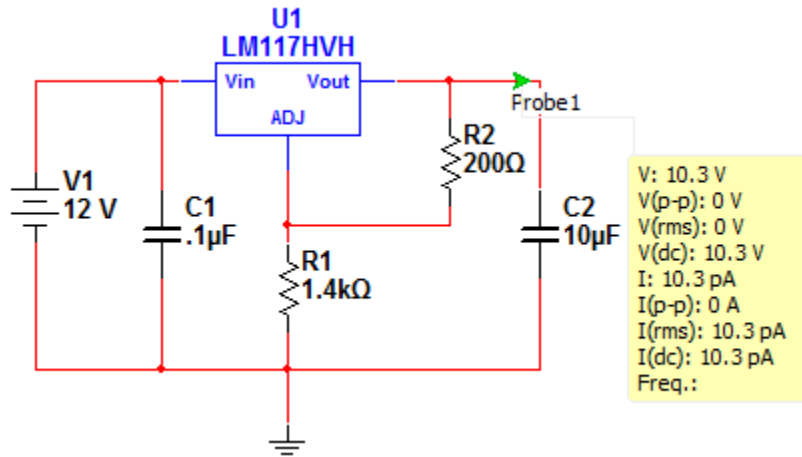 U1
LM117HVH
Vin
Vout
ADJ
Probe1
R2
200Ω
V1
12 V
C1
.1µF
R1
1.4kΩ
C2
10µF
V: 10.3 V
V(p-p): 0 V
V(rms): 0 V
V(dc): 10.3 V
I: 10.3 pA
I(p-p): 0 A
I(rms): 10.3 pA
I(dc): 10.3 pA
Freq.: